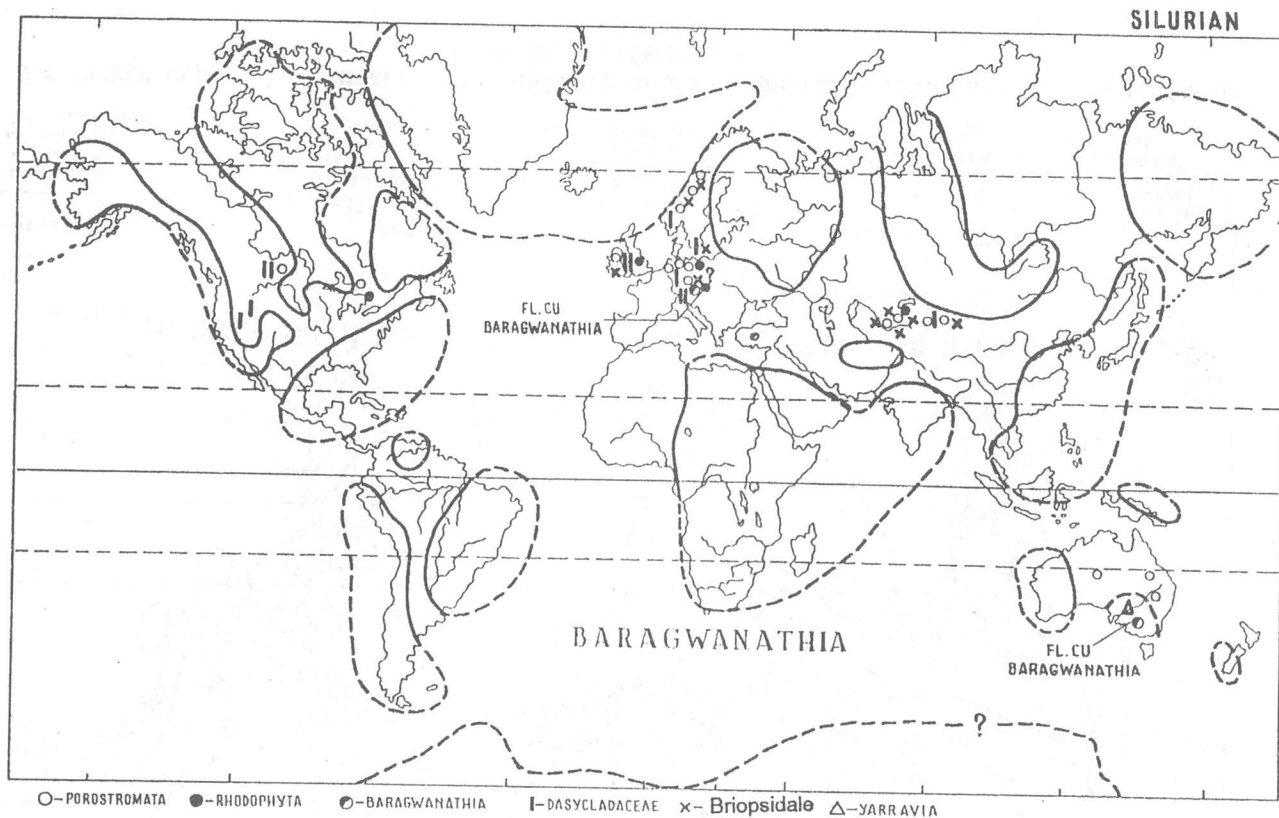 SILURIAN
FL.CU
BARAGWANATHIA
?
BARAGWANATHIA
FL.CU
BARAGWANATHIA
?
O-POROSTROMATA ●-RHODOPHYTA ◑-BARAGWANATHIA I-DASYCLADACEAE x- Briopsidale △-YARRAVIA